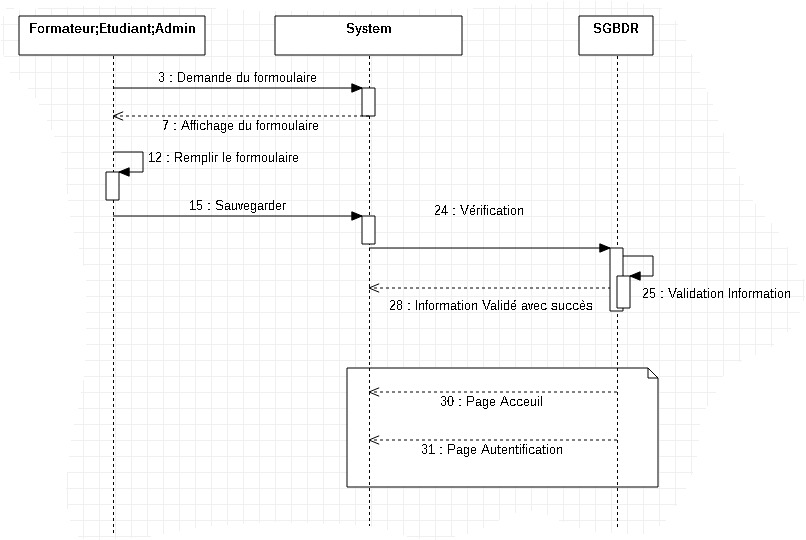 Formateur;Etudiant;Admin
System
SGBDR
3 : Demande du formoulaire
7 : Affichage du formoulaire
12 : Remplir le formoulaire
15 : Sauvegarder
24 : Vérification
25 : Validation Information
28 : Information Validé avec succès
30 : Page Acceuil
31 : Page Autentification